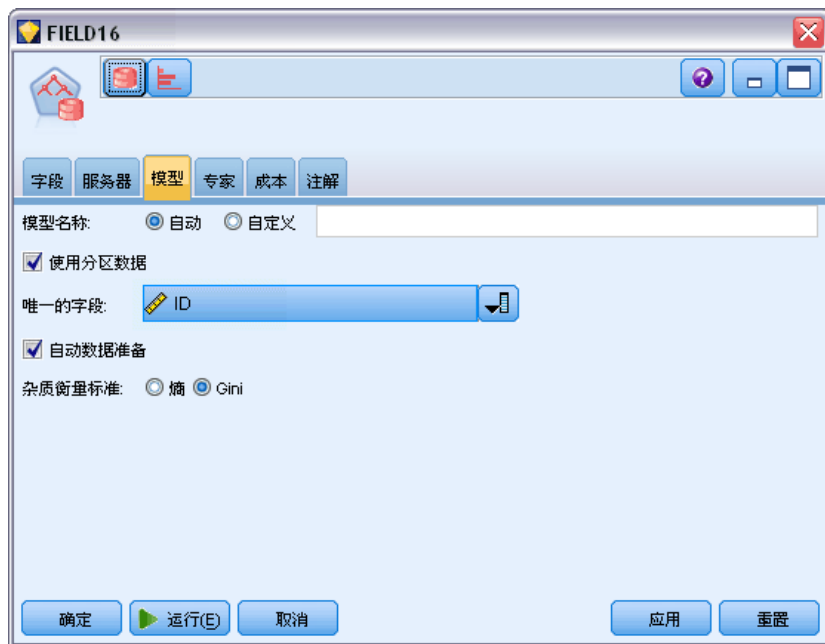 FIELD16
字段 服务器 模型 专家 成本 注解
模型名称: 自动 自定义
使用分区数据
唯一的字段: ID
自动数据准备
杂质衡量标准: 熵 Gini
确定 运行(E) 取消 应用 重置